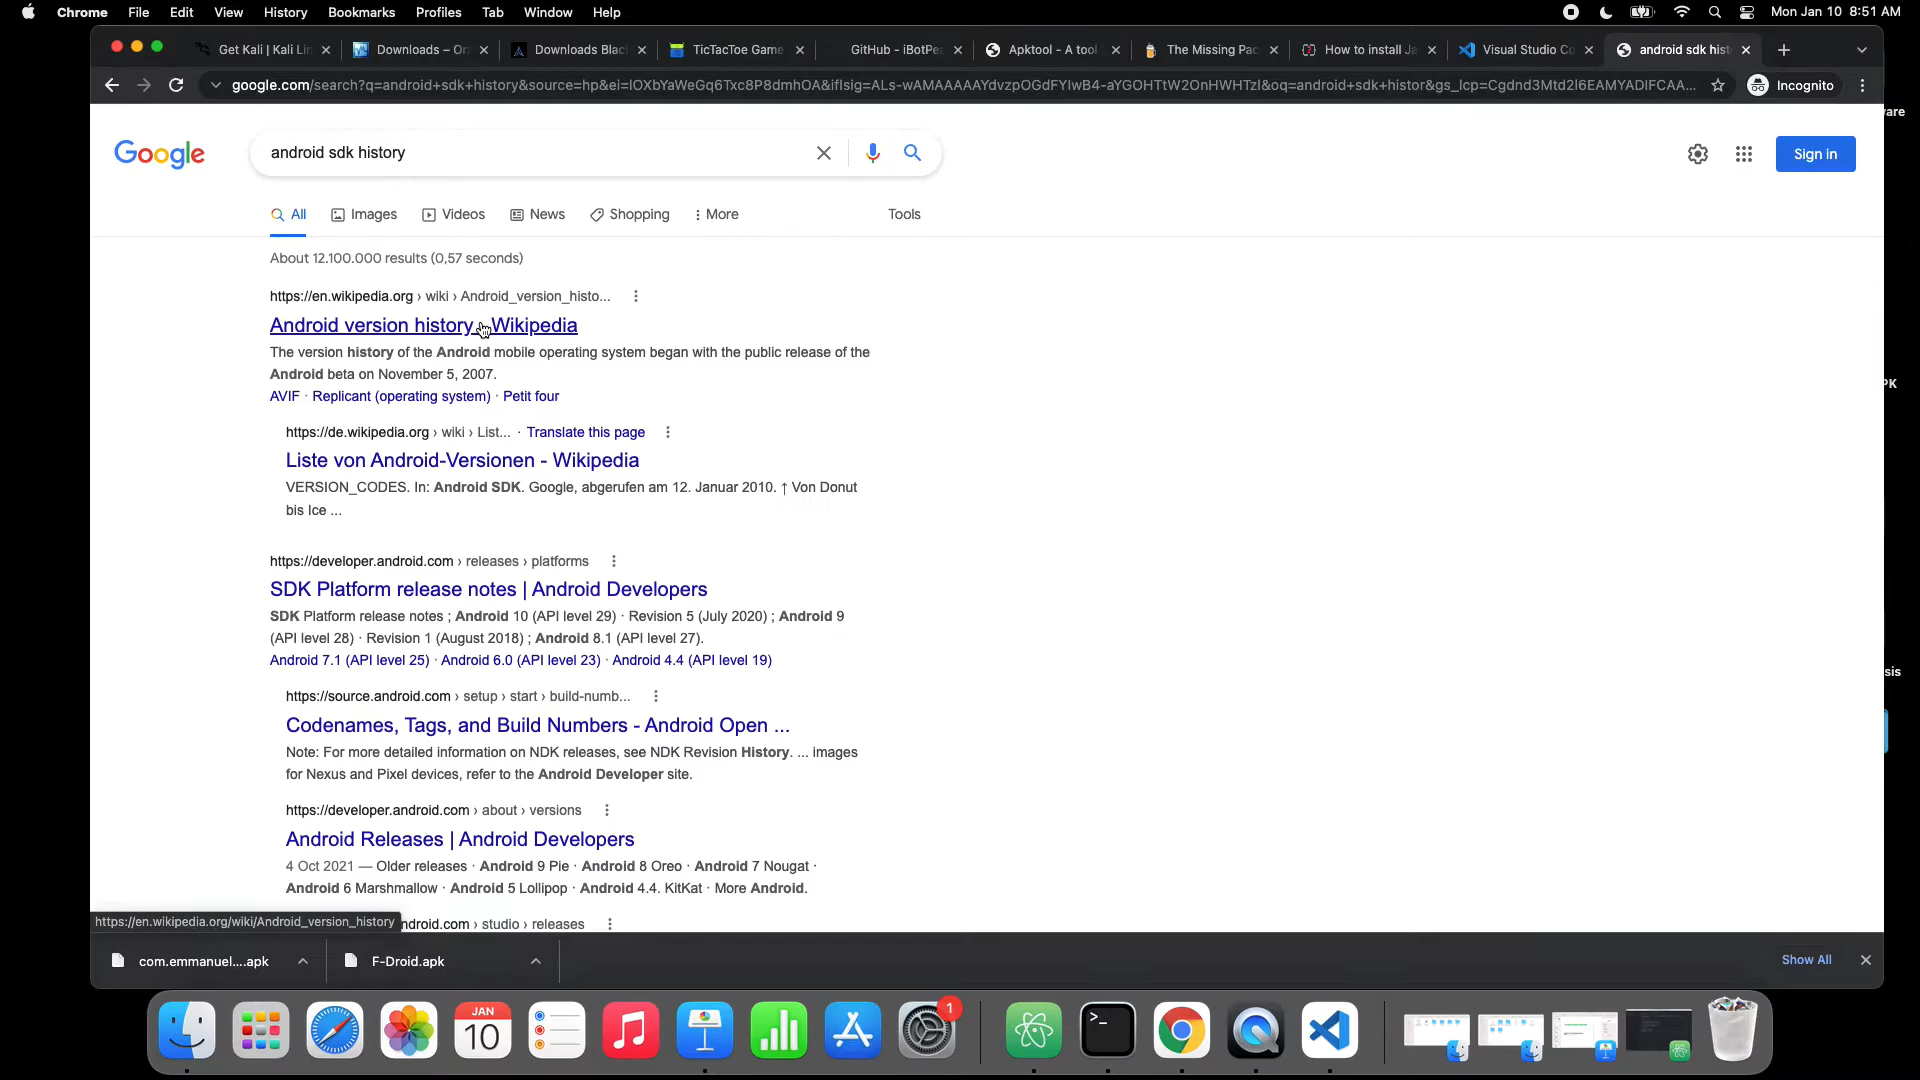 Chrome File Edit View History Bookmarks Profiles Tab Window Help Mon Jan 10 8:51 AM
Get Kali | Kali Lin Downloads – Or Downloads Blac TicTacToe Game GitHub - iBotPe Apktool - A tool The Missing Pac How to install Ja Visual Studio Co android sdk hist
google.com/search?q=android+sdk+history&source=hp&ei=IOXbYaWeGq6Txc8P8dmhOA&iflsig=ALs-wAMAAAAAYdvzpOGdFYIwB4-aYGOHTtW2OnHWHTzI&oq=android+sdk+histor&gs_lcp=Cgdnd3Mtd2l6EAMYADIFCAA... Incognito
Google android sdk history Sign in
All Images Videos News Shopping More Tools
About 12.100.000 results (0,57 seconds)
https://en.wikipedia.org › wiki › Android_version_histo...
Android version history - Wikipedia
The version history of the Android mobile operating system began with the public release of the
Android beta on November 5, 2007.
AVIF · Replicant (operating system) · Petit four
https://de.wikipedia.org › wiki › List... · Translate this page
Liste von Android-Versionen - Wikipedia
VERSION_CODES. In: Android SDK. Google, abgerufen am 12. Januar 2010. ↑ Von Donut
bis Ice ...
https://developer.android.com › releases › platforms
SDK Platform release notes | Android Developers
SDK Platform release notes ; Android 10 (API level 29) · Revision 5 (July 2020) ; Android 9
(API level 28) · Revision 1 (August 2018) ; Android 8.1 (API level 27).
Android 7.1 (API level 25) · Android 6.0 (API level 23) · Android 4.4 (API level 19)
https://source.android.com › setup › start › build-numb...
Codenames, Tags, and Build Numbers - Android Open ...
Note: For more detailed information on NDK releases, see NDK Revision History. ... images
for Nexus and Pixel devices, refer to the Android Developer site.
https://developer.android.com › about › versions
Android Releases | Android Developers
4 Oct 2021 — Older releases · Android 9 Pie · Android 8 Oreo · Android 7 Nougat ·
Android 6 Marshmallow · Android 5 Lollipop · Android 4.4. KitKat · More Android.
https://en.wikipedia.org/wiki/Android_version_history ndroid.com › studio › releases
com.emmanuel....apk F-Droid.apk Show All
JAN
10
1
are
PK
sis